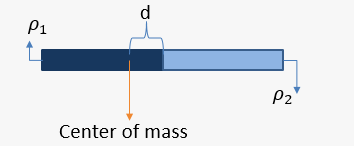 d
ρ₁
ρ₂
Center of mass